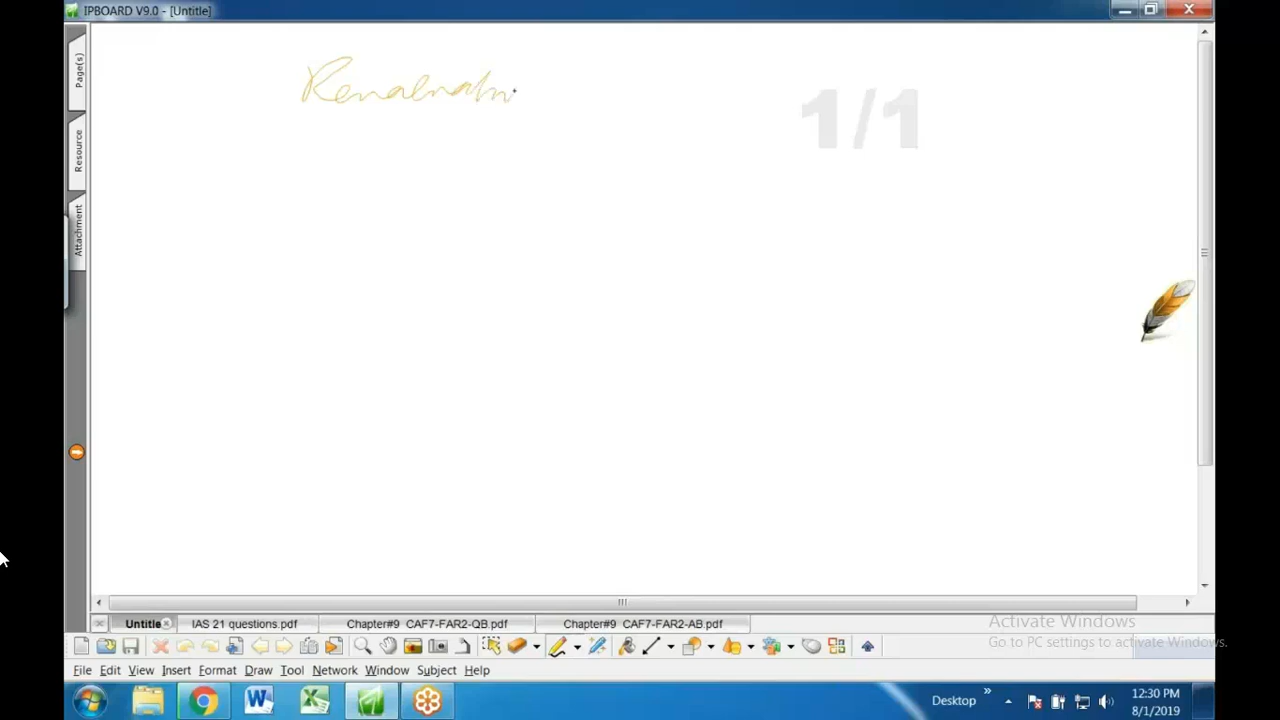 IPBOARD V9.0 - [Untitle]
Page(s)
1/1
Resource
Attachment
Untitle
IAS 21 questions.pdf
Chapter#9 CAF7-FAR2-QB.pdf
Chapter#9 CAF7-FAR2-AB.pdf
Activate Windows
Go to PC settings to activate Windows.
File Edit View Insert Format Draw Tool Network Window Subject Help
Desktop
12:30 PM
8/1/2019